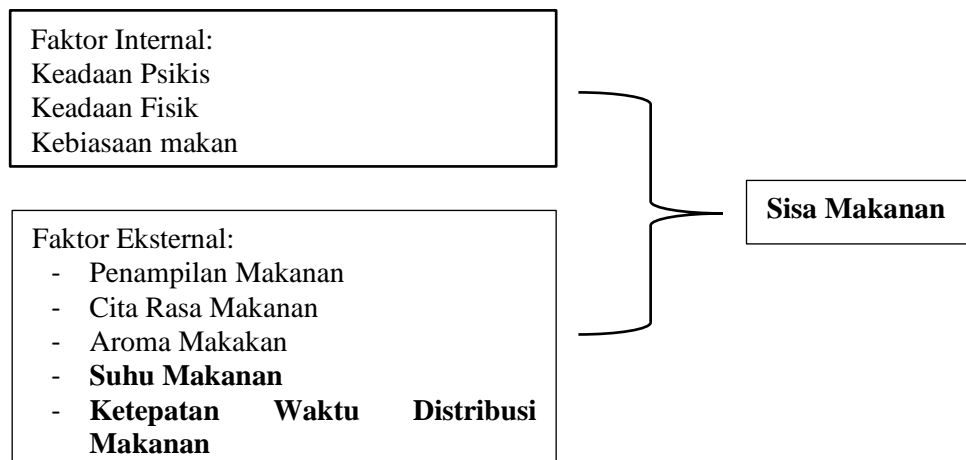 Faktor Internal:
Keadaan Psikis
Keadaan Fisik
Kebiasaan makan
Faktor Eksternal:
- Penampilan Makanan
- Cita Rasa Makanan
- Aroma Makakan
- Suhu Makanan
- Ketepatan Waktu Distribusi
Makanan
Sisa Makanan